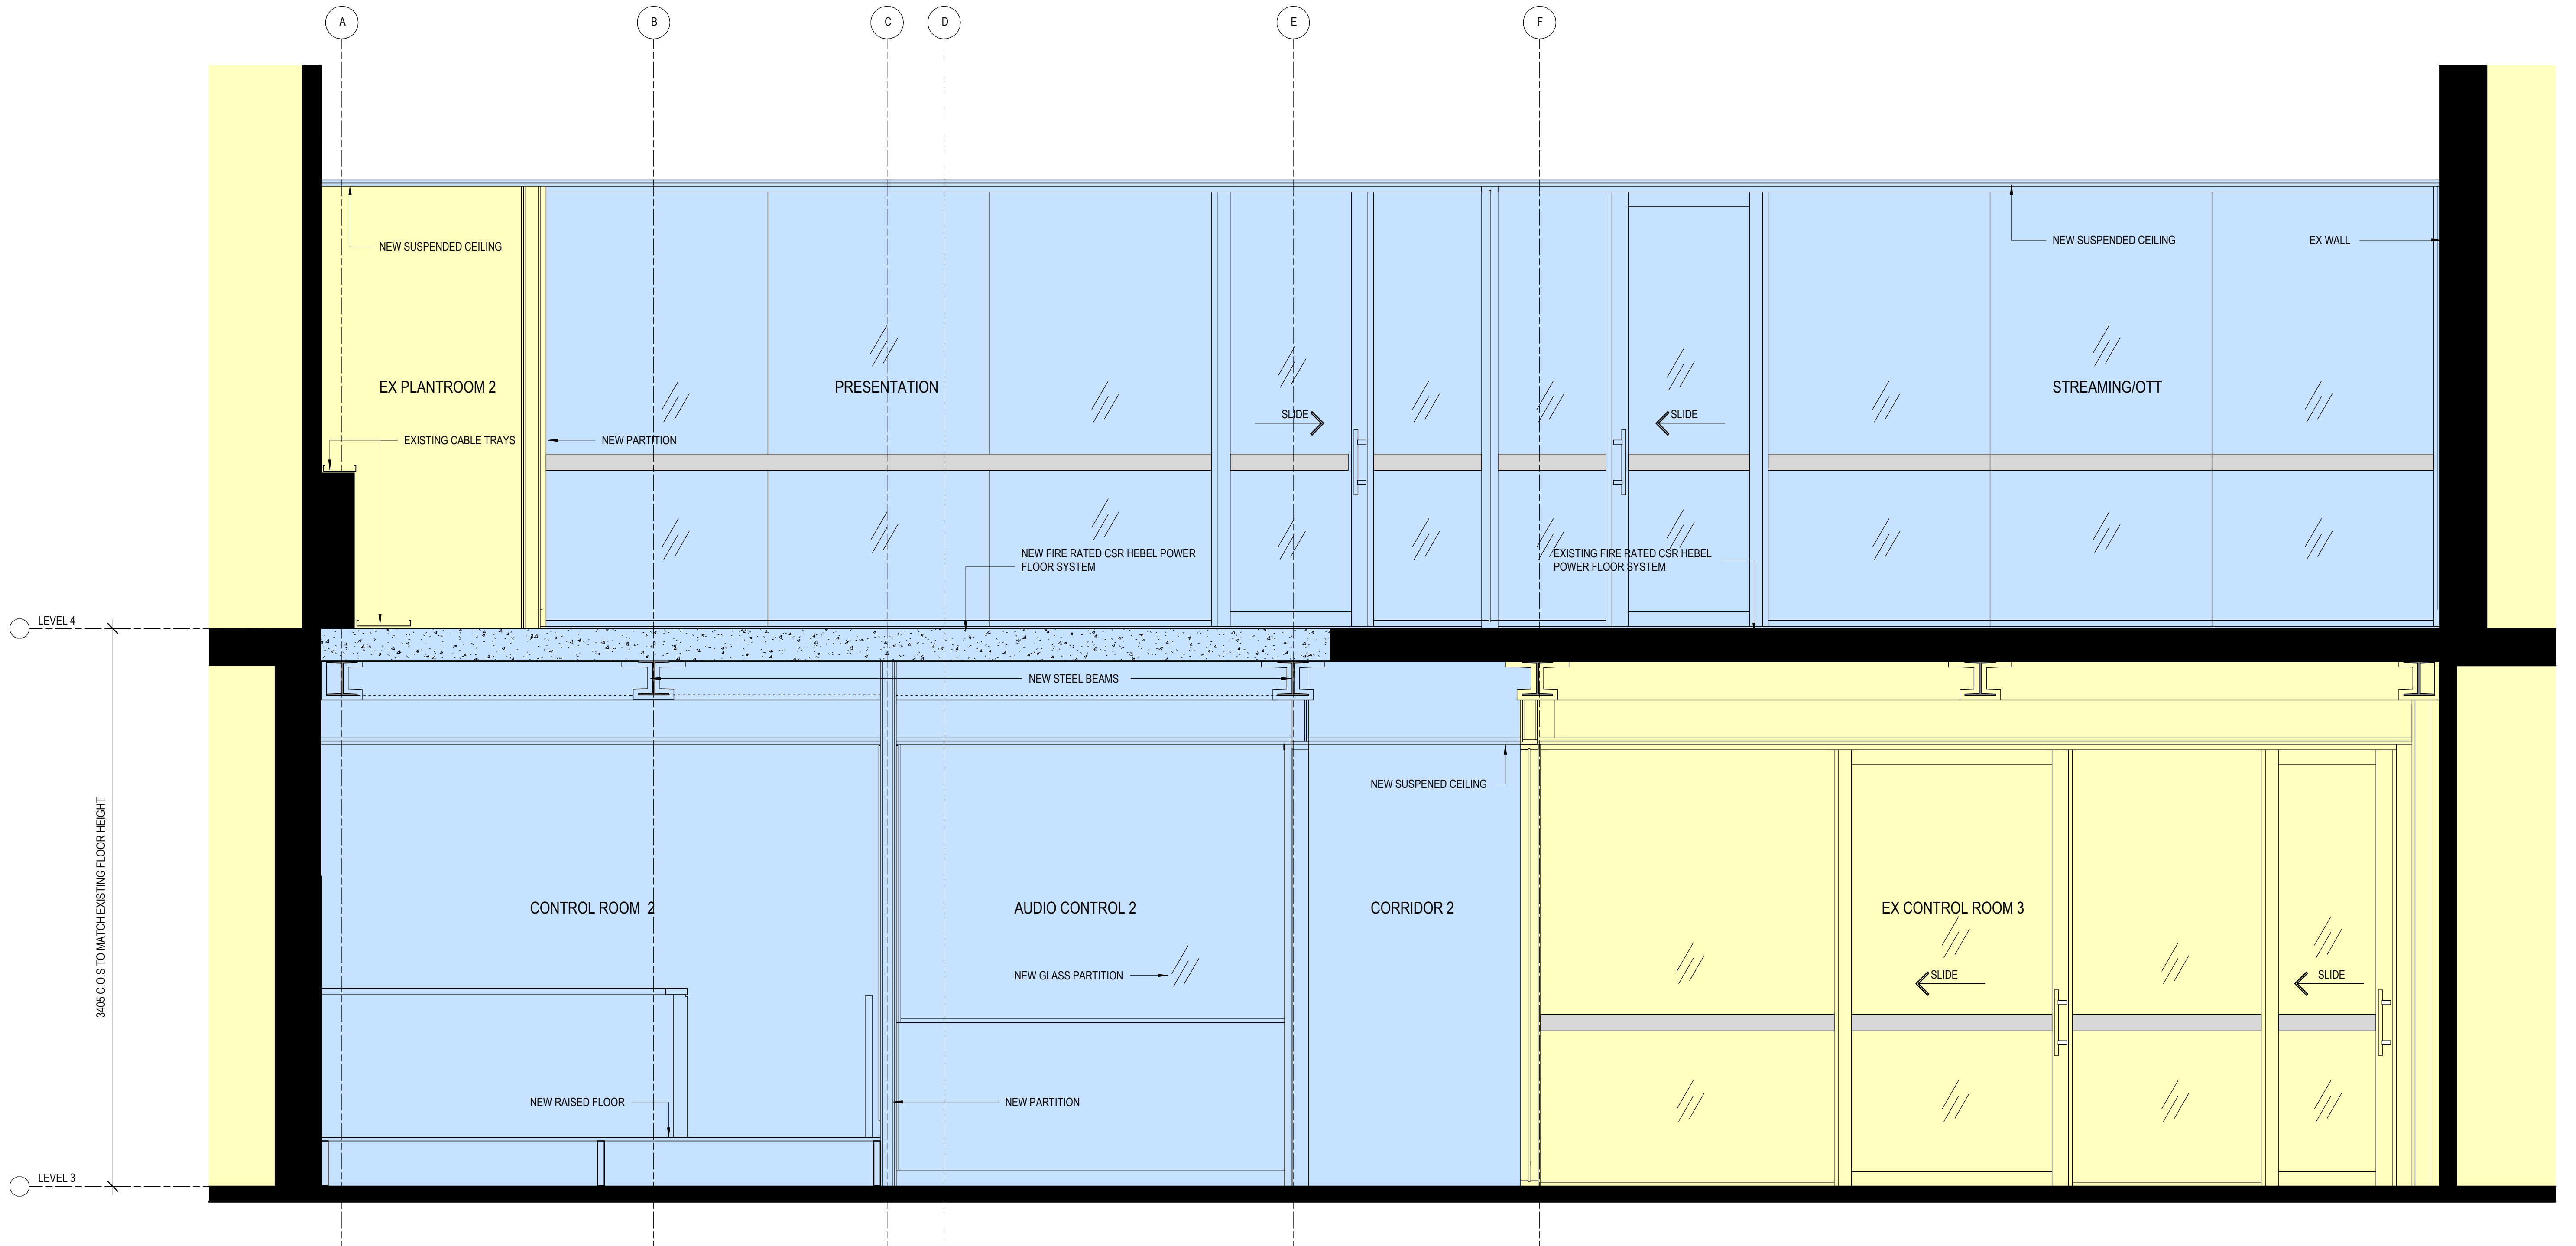 A
B
C
D
E
F
NEW SUSPENDED CEILING
NEW SUSPENDED CEILING
EX WALL
EX PLANTROOM 2
PRESENTATION
STREAMING/OTT
SLIDE
SLIDE
EXISTING CABLE TRAYS
NEW PARTITION
NEW FIRE RATED CSR HEBEL POWER
FLOOR SYSTEM
EXISTING FIRE RATED CSR HEBEL
POWER FLOOR SYSTEM
LEVEL 4
NEW STEEL BEAMS
NEW SUSPENED CEILING
3405 C.O.S TO MATCH EXISTING FLOOR HEIGHT
CONTROL ROOM 2
AUDIO CONTROL 2
CORRIDOR 2
EX CONTROL ROOM 3
NEW GLASS PARTITION
SLIDE
SLIDE
NEW RAISED FLOOR
NEW PARTITION
LEVEL 3